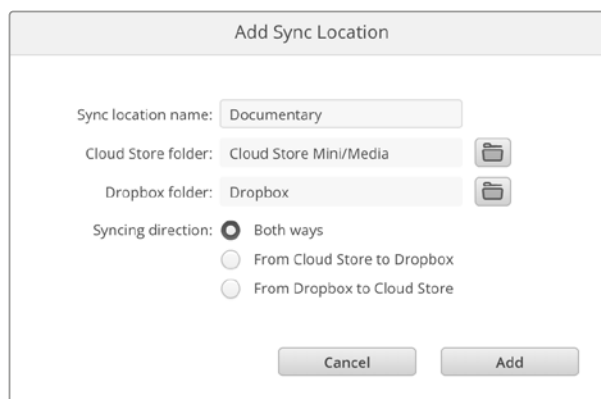 Add Sync Location
Sync location name: Documentary
Cloud Store folder: Cloud Store Mini/Media
Dropbox folder: Dropbox
Syncing direction: Both ways
From Cloud Store to Dropbox
From Dropbox to Cloud Store
Cancel Add